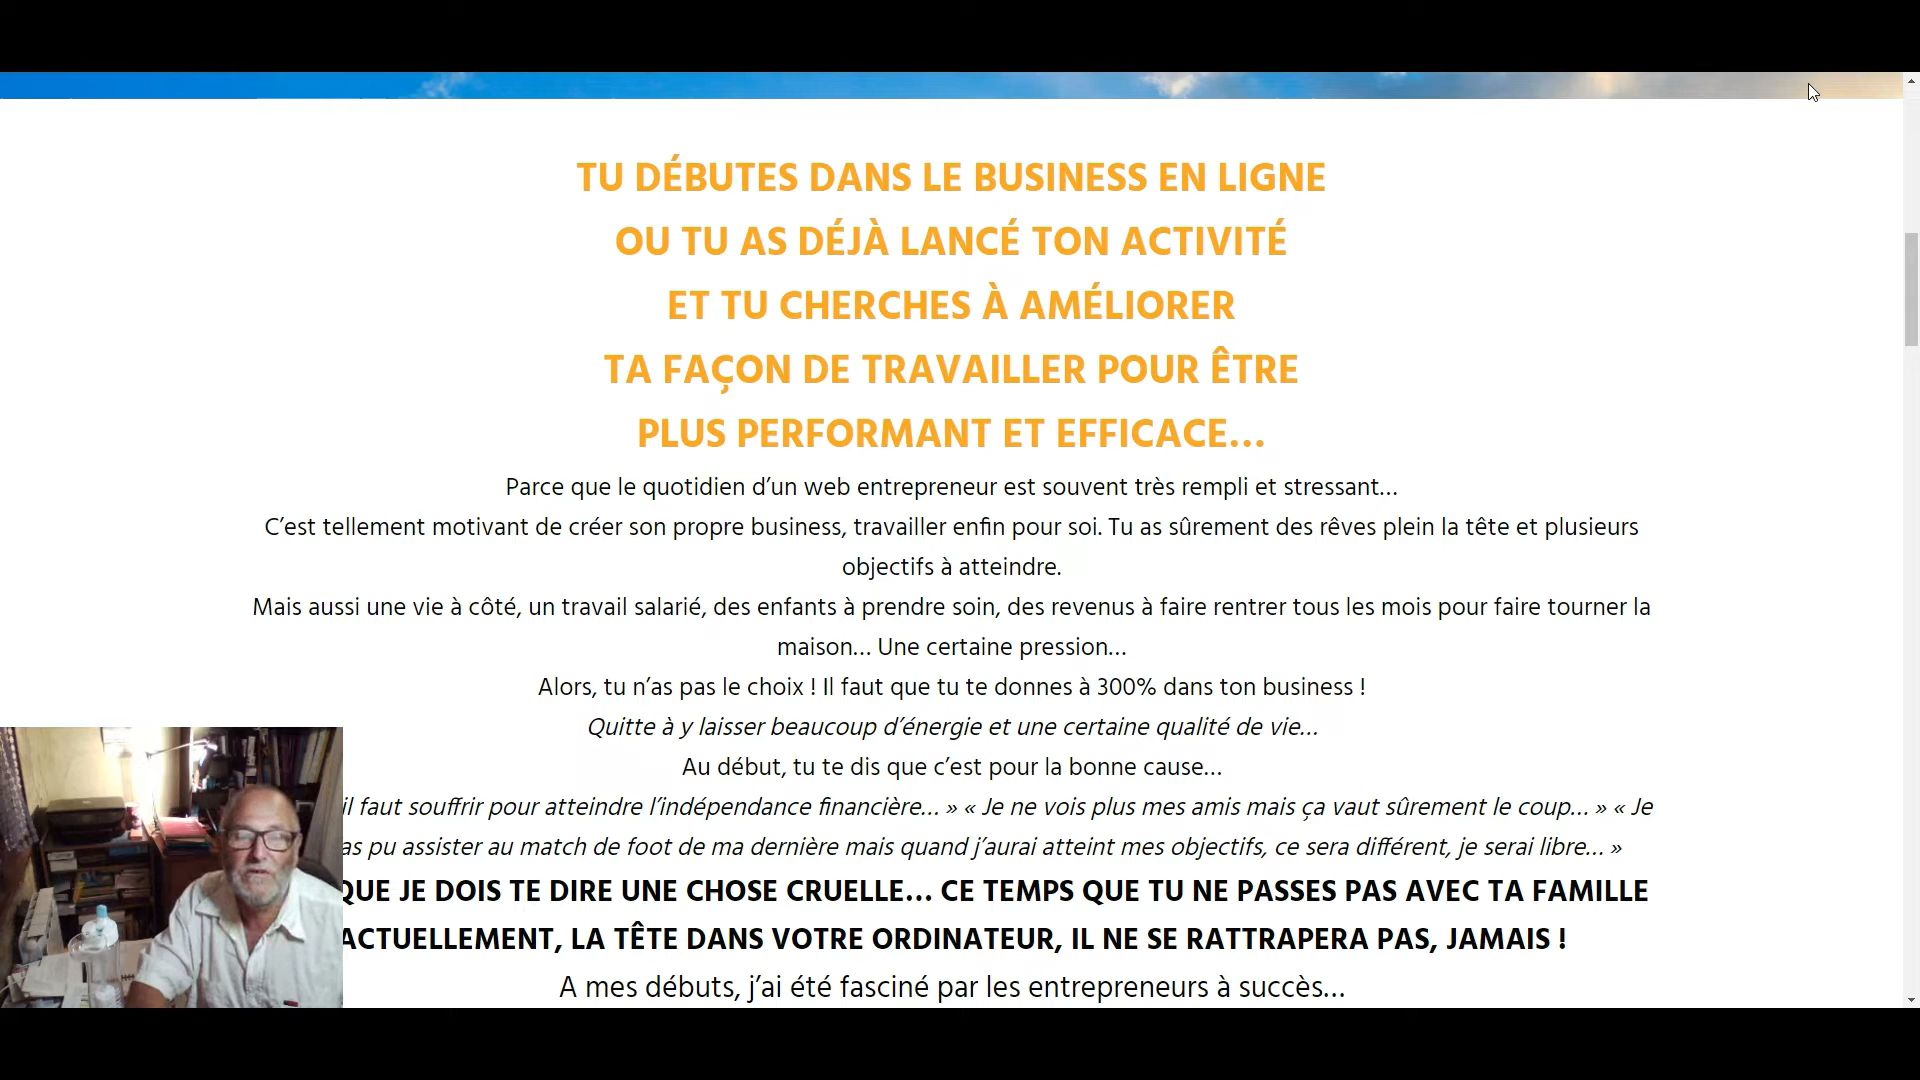 TU DÉBUTES DANS LE BUSINESS EN LIGNE
OU TU AS DÉJÀ LANCÉ TON ACTIVITÉ
ET TU CHERCHES À AMÉLIORER
TA FAÇON DE TRAVAILLER POUR ÊTRE
PLUS PERFORMANT ET EFFICACE…
Parce que le quotidien d’un web entrepreneur est souvent très rempli et stressant…
C’est tellement motivant de créer son propre business, travailler enfin pour soi. Tu as sûrement des rêves plein la tête et plusieurs
objectifs à atteindre.
Mais aussi une vie à côté, un travail salarié, des enfants à prendre soin, des revenus à faire rentrer tous les mois pour faire tourner la
maison… Une certaine pression…
Alors, tu n’as pas le choix ! Il faut que tu te donnes à 300% dans ton business !
Quitte à y laisser beaucoup d’énergie et une certaine qualité de vie…
Au début, tu te dis que c’est pour la bonne cause…
il faut souffrir pour atteindre l’indépendance financière… » « Je ne vois plus mes amis mais ça vaut sûrement le coup… » « Je
as pu assister au match de foot de ma dernière mais quand j’aurai atteint mes objectifs, ce sera différent, je serai libre… »
QUE JE DOIS TE DIRE UNE CHOSE CRUELLE… CE TEMPS QUE TU NE PASSES PAS AVEC TA FAMILLE
ACTUELLEMENT, LA TÊTE DANS VOTRE ORDINATEUR, IL NE SE RATTRAPERA PAS, JAMAIS !
A mes débuts, j’ai été fasciné par les entrepreneurs à succès…